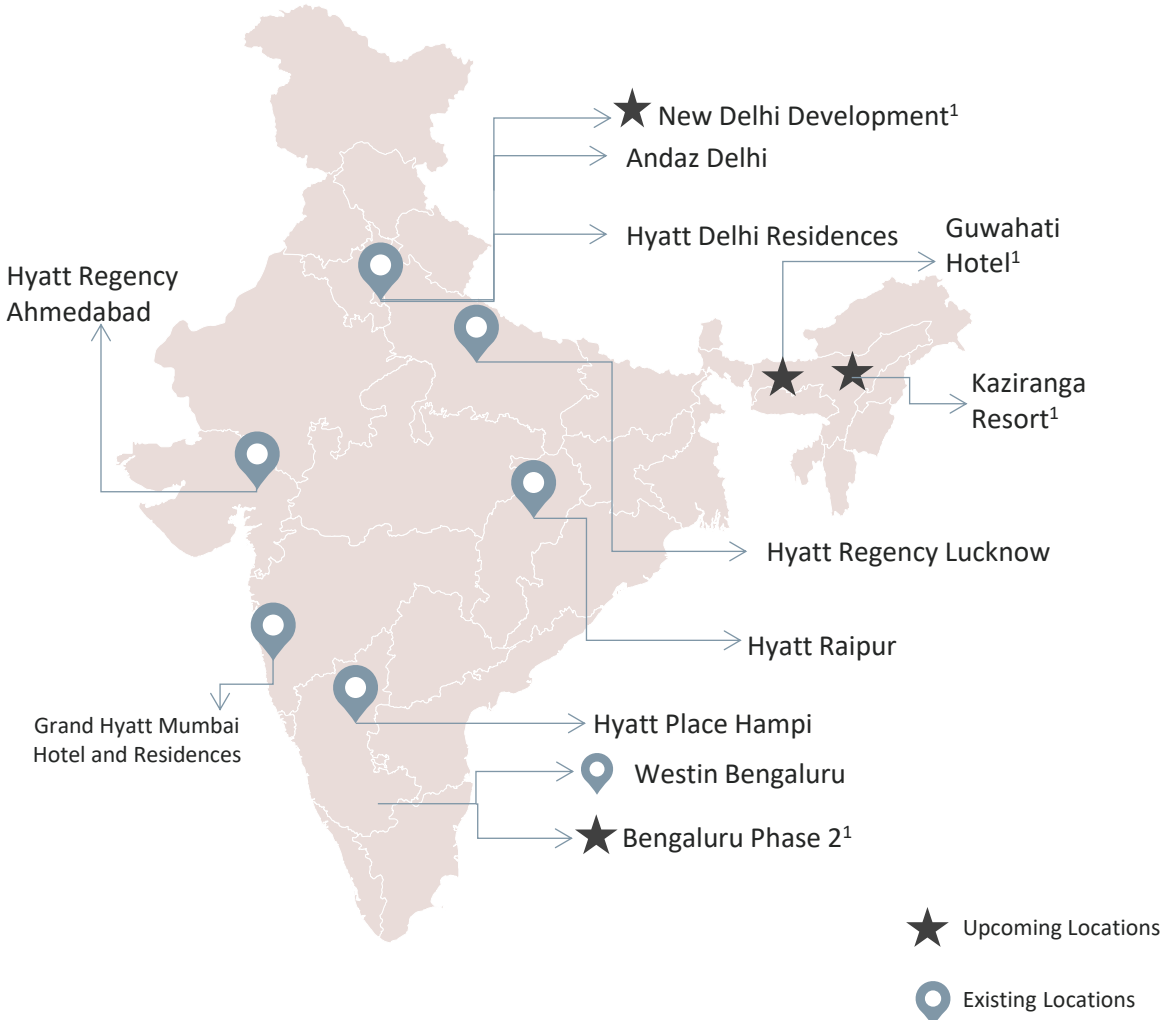 New Delhi Development¹
Andaz Delhi
Hyatt Delhi Residences
Guwahati
Hotel¹
Hyatt Regency
Ahmedabad
Kaziranga
Resort¹
Hyatt Regency Lucknow
Hyatt Raipur
Grand Hyatt Mumbai
Hotel and Residences
Hyatt Place Hampi
Westin Bengaluru
Bengaluru Phase 2¹
Upcoming Locations
Existing Locations